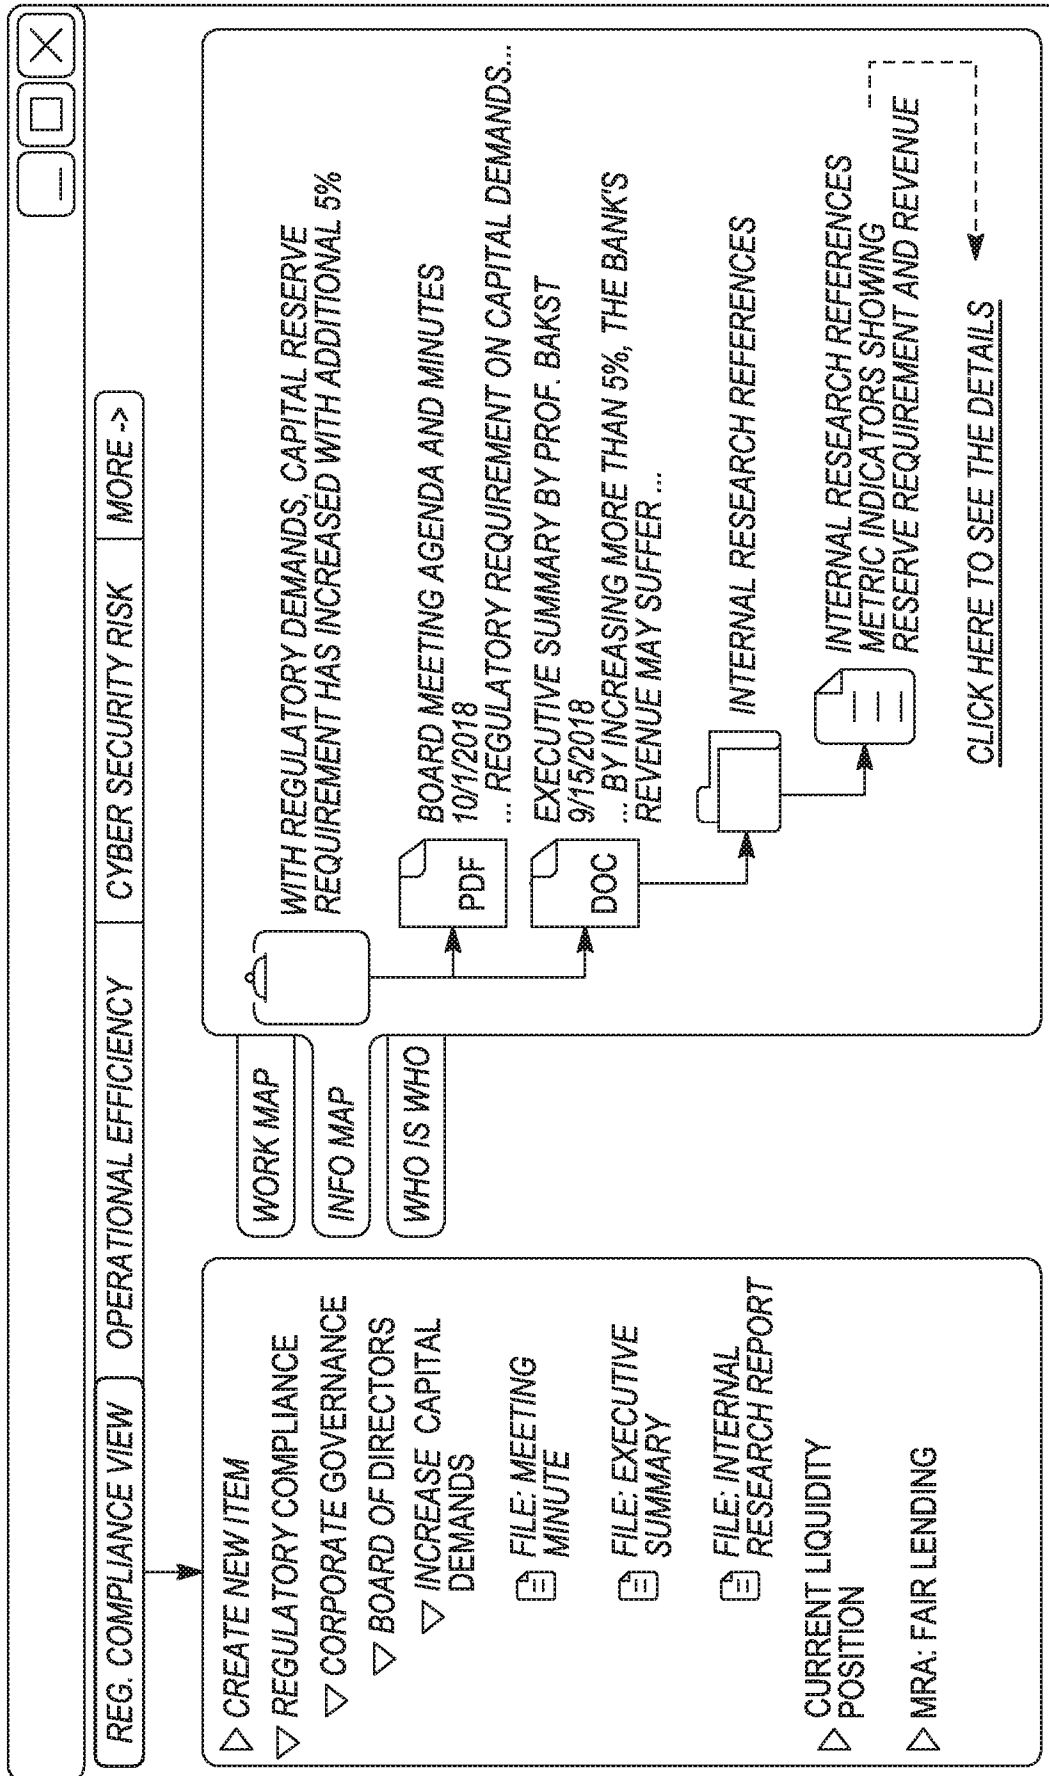 REG. COMPLIANCE VIEW
OPERATIONAL EFFICIENCY
CYBER SECURITY RISK
MORE ->
CREATE NEW ITEM
REGULATORY COMPLIANCE
CORPORATE GOVERNANCE
BOARD OF DIRECTORS
INCREASE CAPITAL
DEMANDS
FILE: MEETING
MINUTE
FILE: EXECUTIVE
SUMMARY
FILE: INTERNAL
RESEARCH REPORT
CURRENT LIQUIDITY
POSITION
MRA: FAIR LENDING
WORK MAP
INFO MAP
WHO IS WHO
WITH REGULATORY DEMANDS, CAPITAL RESERVE
REQUIREMENT HAS INCREASED WITH ADDITIONAL 5%
PDF
BOARD MEETING AGENDA AND MINUTES
10/1/2018
... REGULATORY REQUIREMENT ON CAPITAL DEMANDS...
DOC
EXECUTIVE SUMMARY BY PROF. BAKST
9/15/2018
... BY INCREASING MORE THAN 5%, THE BANK'S
REVENUE MAY SUFFER ...
INTERNAL RESEARCH REFERENCES
INTERNAL RESEARCH REFERENCES
METRIC INDICATORS SHOWING
RESERVE REQUIREMENT AND REVENUE
CLICK HERE TO SEE THE DETAILS